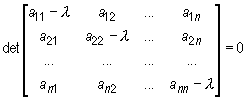 det [ a₁₁ − λ a₁₂ ... a₁ₙ
a₂₁ a₂₂ − λ ... a₂ₙ
... ... ... ...
aₙ₁ aₙ₂ ... aₙₙ − λ ] = 0